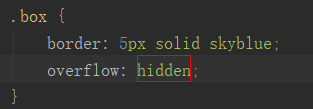 .box {
    border: 5px solid skyblue;
    overflow: hidden;
}